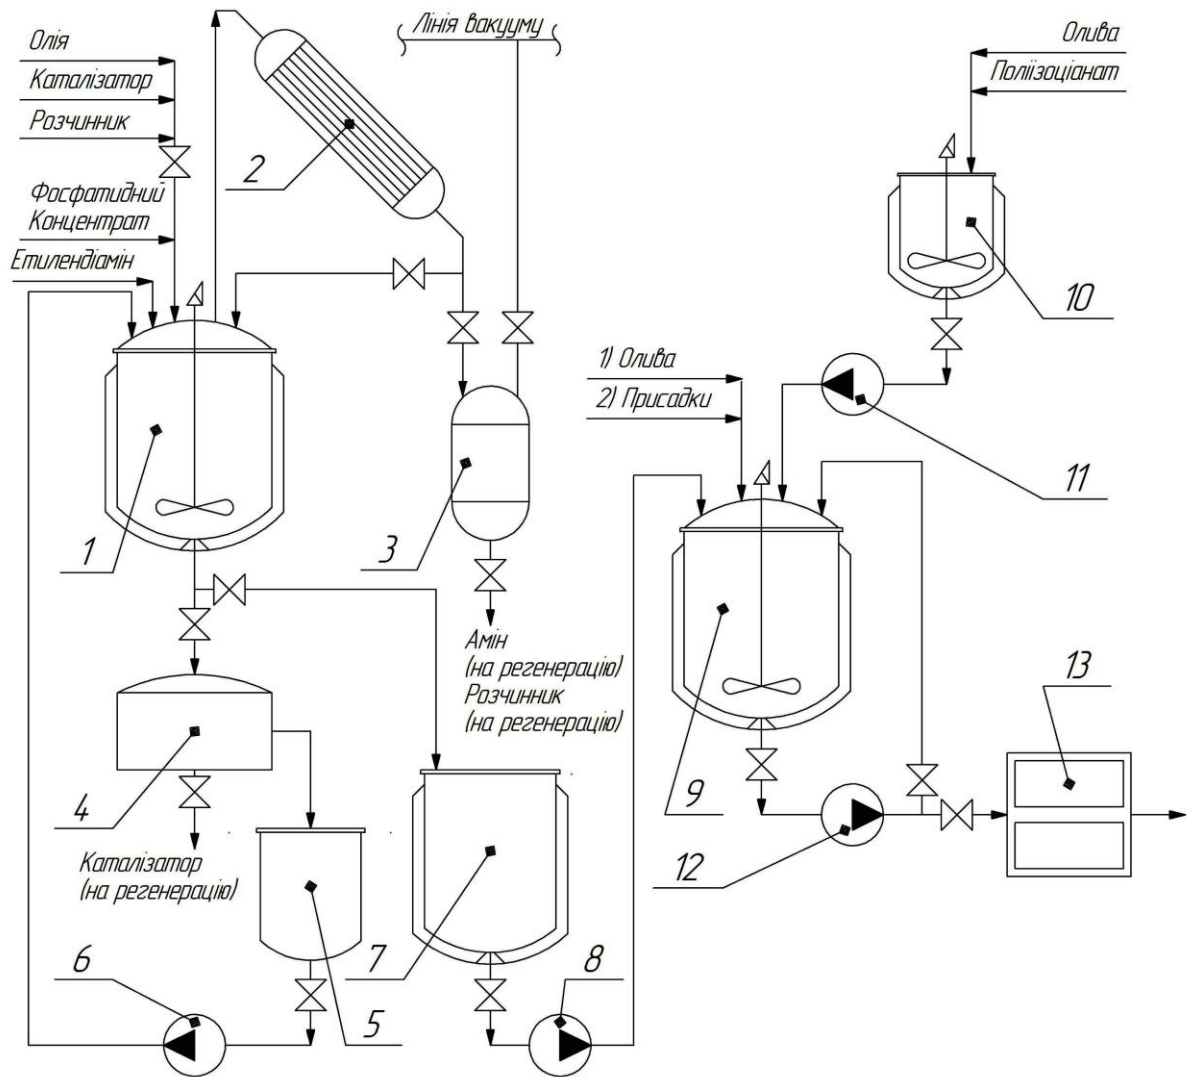 Олія
Каталізатор
Розчинник
Фосфатидний
Концентрат
Етилендіамін
2
Лінія вакууму
Олива
Поліізоціанат
10
1) Олива
2) Присадки
11
1
3
Амін
(на регенерацію)
Розчинник
(на регенерацію)
13
4
9
12
Каталізатор
(на регенерацію)
6
5
7
8